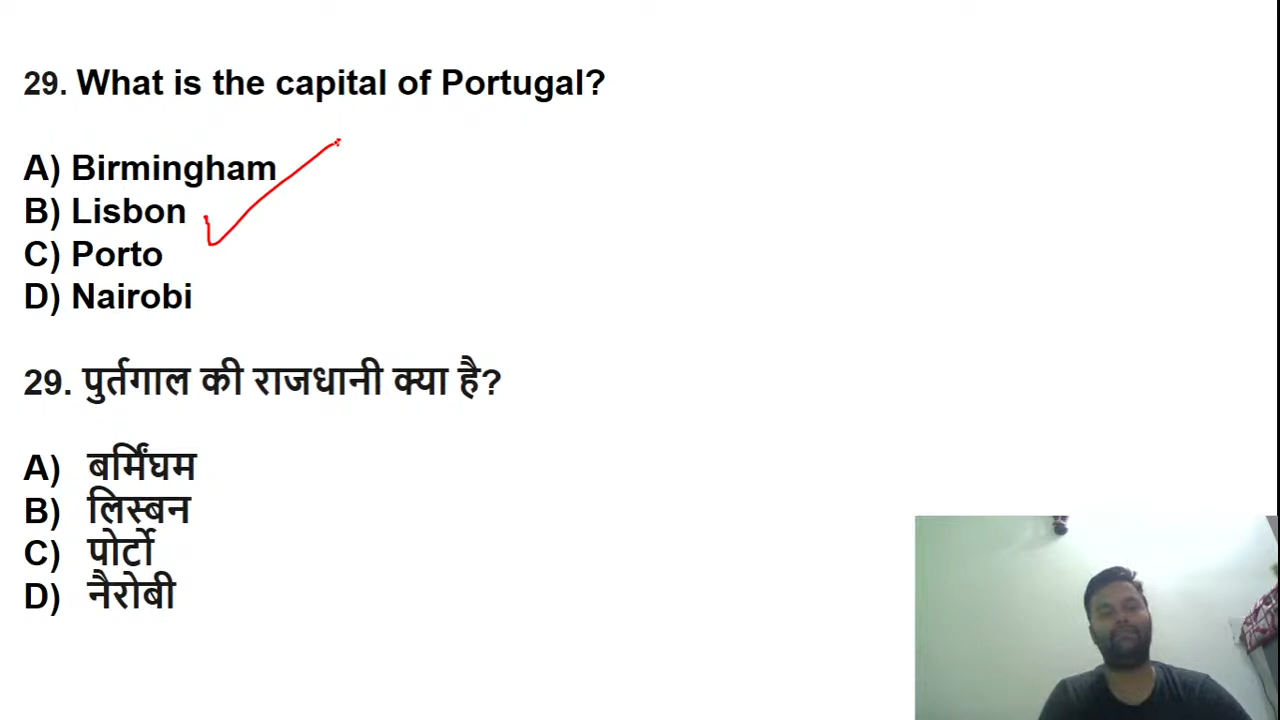 29. What is the capital of Portugal?
A) Birmingham
B) Lisbon
C) Porto
D) Nairobi
29. पुर्तगाल की राजधानी क्या है?
A) बर्मिंघम
B) लिस्बन
C) पोर्टो
D) नैरोबी